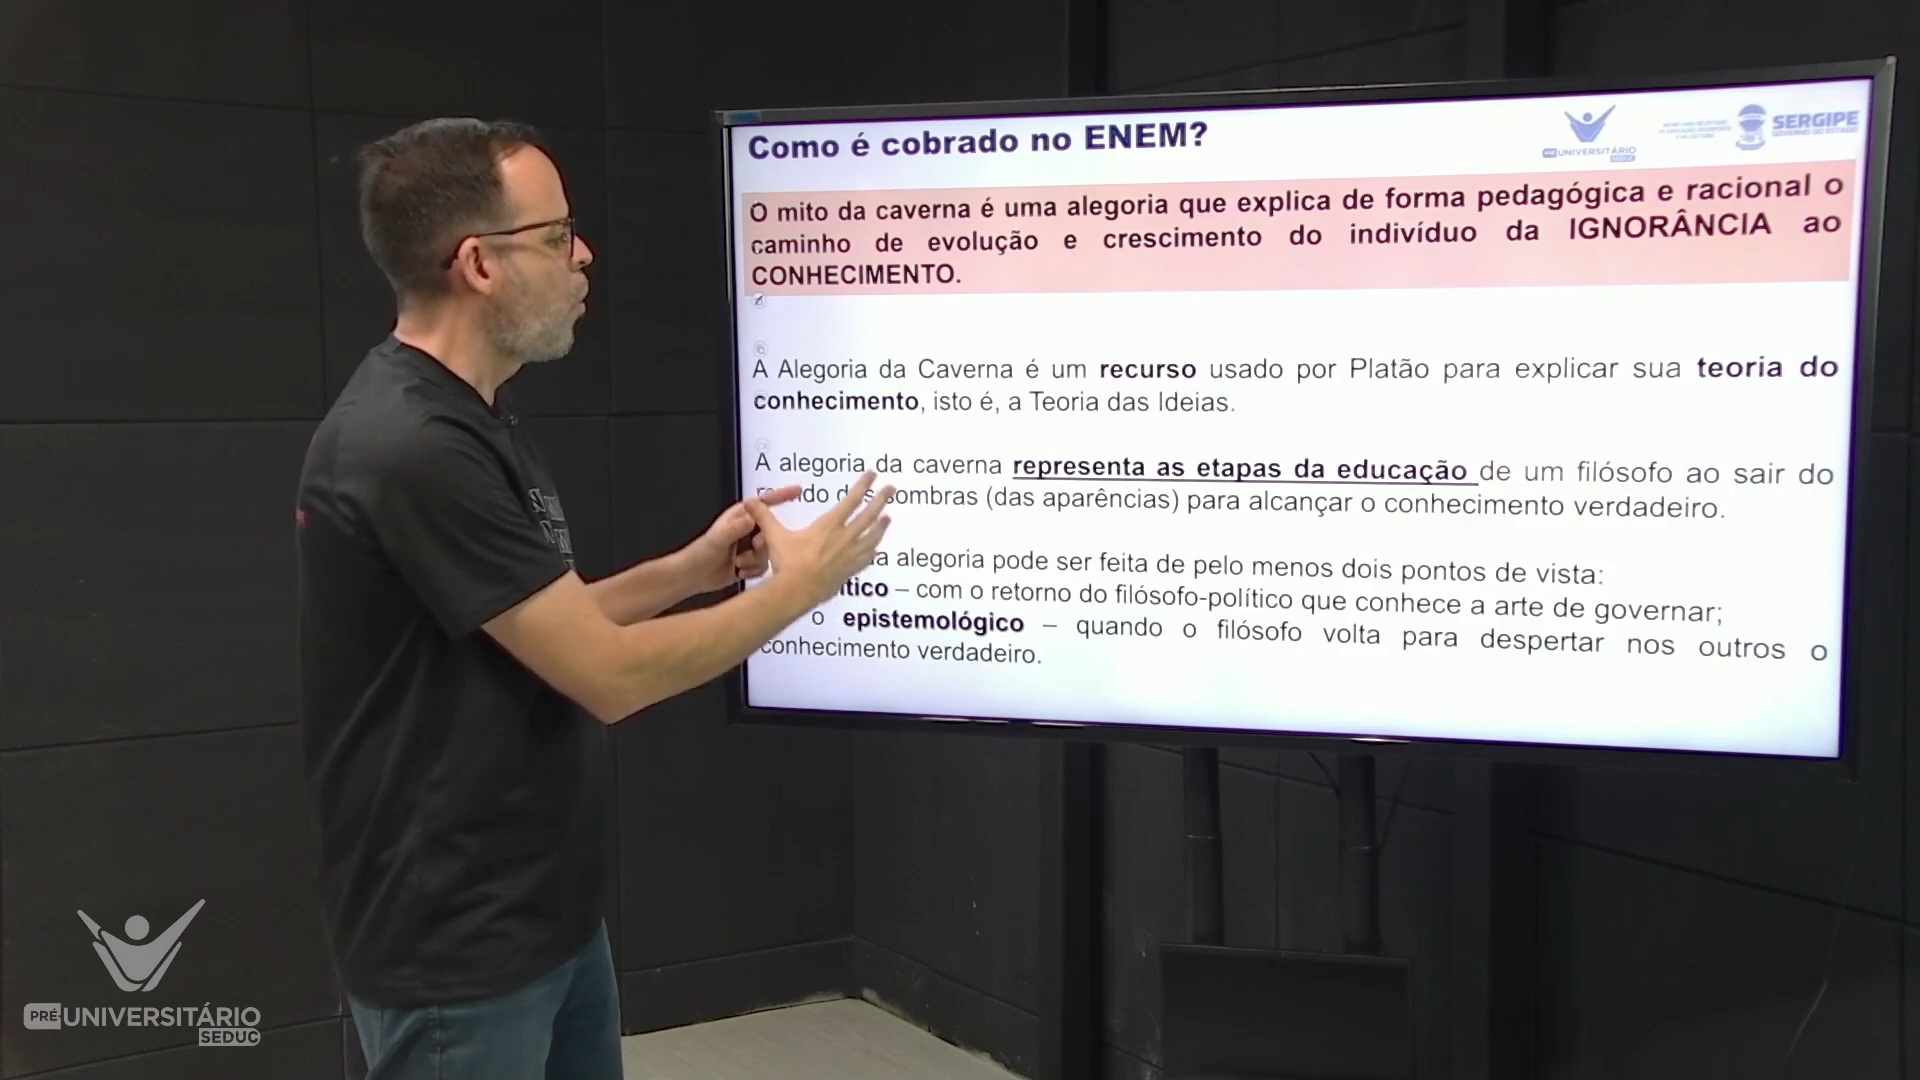 Como é cobrado no ENEM?
PRÉ-UNIVERSITÁRIO
SEDUC
SERGIPE
GOVERNO DO ESTADO
O mito da caverna é uma alegoria que explica de forma pedagógica e racional o
caminho de evolução e crescimento do indivíduo da IGNORÂNCIA ao
CONHECIMENTO.
A Alegoria da Caverna é um recurso usado por Platão para explicar sua teoria do
conhecimento, isto é, a Teoria das Ideias.
A alegoria da caverna representa as etapas da educação de um filósofo ao sair do
sombras (das aparências) para alcançar o conhecimento verdadeiro.
alegoria pode ser feita de pelo menos dois pontos de vista:
– com o retorno do filósofo-político que conhece a arte de governar;
o epistemológico – quando o filósofo volta para despertar nos outros o
conhecimento verdadeiro.
PRÉ-UNIVERSITÁRIO
SEDUC